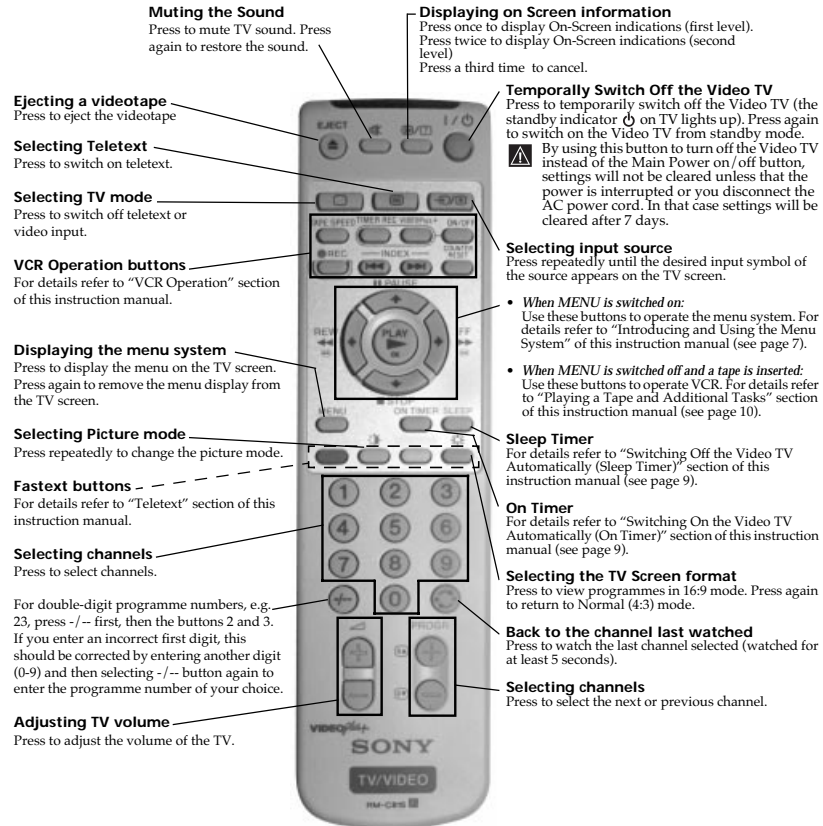 Muting the Sound
Press to mute TV sound. Press
again to restore the sound.
Displaying on Screen information
Press once to display On-Screen indications (first level).
Press twice to display On-Screen indications (second
level)
Press a third time to cancel.
Ejecting a videotape
Press to eject the videotape
Selecting Teletext
Press to switch on teletext.
Selecting TV mode
Press to switch off teletext or
video input.
VCR Operation buttons
For details refer to “VCR Operation” section
of this instruction manual.
Displaying the menu system
Press to display the menu on the TV screen.
Press again to remove the menu display from
the TV screen.
Selecting Picture mode
Press repeatedly to change the picture mode.
Fastext buttons
For details refer to “Teletext” section of this
instruction manual.
Selecting channels
Press to select channels.
For double-digit programme numbers, e.g.
23, press -/-- first, then the buttons 2 and 3.
If you enter an incorrect first digit, this
should be corrected by entering another digit
(0-9) and then selecting -/-- button again to
enter the programme number of your choice.
Adjusting TV volume
Press to adjust the volume of the TV.
EJECT
I / ⏻
TAPE SPEED TIMER REC VIDEOPlus+ ON/OFF
REC INDEX COUNTER RESET
PAUSE
REW PLAY FF
OK
STOP
MENU ON TIMER SLEEP
1 2 3
4 5 6
7 8 9
-/-- 0
PROGR
VIDEOPlus+
SONY
TV/VIDEO
Temporally Switch Off the Video TV
Press to temporarily switch off the Video TV (the
standby indicator ⏻ on TV lights up). Press again
to switch on the Video TV from standby mode.
By using this button to turn off the Video TV
instead of the Main Power on/off button,
settings will not be cleared unless that the
power is interrupted or you disconnect the
AC power cord. In that case settings will be
cleared after 7 days.
Selecting input source
Press repeatedly until the desired input symbol of
the source appears on the TV screen.
• When MENU is switched on:
Use these buttons to operate the menu system. For
details refer to “Introducing and Using the Menu
System” of this instruction manual (see page 7).
• When MENU is switched off and a tape is inserted:
Use these buttons to operate VCR. For details refer
to “Playing a Tape and Additional Tasks” section
of this instruction manual (see page 10).
Sleep Timer
For details refer to “Switching Off the Video TV
Automatically (Sleep Timer)” section of this
instruction manual (see page 9).
On Timer
For details refer to “Switching On the Video TV
Automatically (On Timer)” section of this instruction
manual (see page 9).
Selecting the TV Screen format
Press to view programmes in 16:9 mode. Press again
to return to Normal (4:3) mode.
Back to the channel last watched
Press to watch the last channel selected (watched for
at least 5 seconds).
Selecting channels
Press to select the next or previous channel.